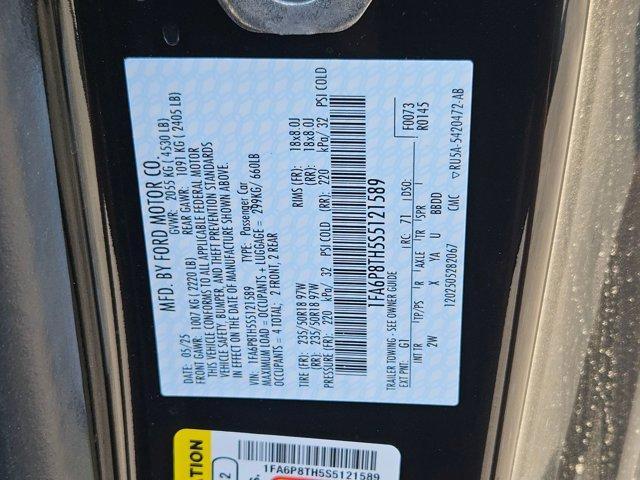 MFD. BY FORD MOTOR CO.
DATE: 05/25 GVWR: 2055 KG ( 4530 LB)
FRONT GAWR: 1007 KG (2220 LB) REAR GAWR: 1091 KG ( 2405 LB)
THIS VEHICLE CONFORMS TO ALL APPLICABLE FEDERAL MOTOR
VEHICLE SAFETY, BUMPER, AND THEFT PREVENTION STANDARDS
IN EFFECT ON THE DATE OF MANUFACTURE SHOWN ABOVE.
VIN: 1FA6P8TH5S5121589 TYPE: Passenger Car
MAXIMUM LOAD = OCCUPANTS + LUGGAGE = 299KG/ 660LB
OCCUPANTS = 4 TOTAL, 2 FRONT, 2 REAR
TIRE (FR): 235/50R18 97W RIMS (FR): 18x8.0J
(RR): 235/50R18 97W (RR): 18x8.0J
PRESSURE (FR): 220 kPa/ 32 PSI COLD (RR): 220 kPa/ 32 PSI COLD
1FA6P8TH5S5121589
TRAILER TOWING - SEE OWNER GUIDE
F0073
R0145
EXT PNT: G1 RC: 71 DSO:
INT TR TP/PS R AXLE TR SPR
2W X YA U BBDD
1202505282067 CMC ▽RU5A-5420472-AB
1FA6P8TH5S5121589